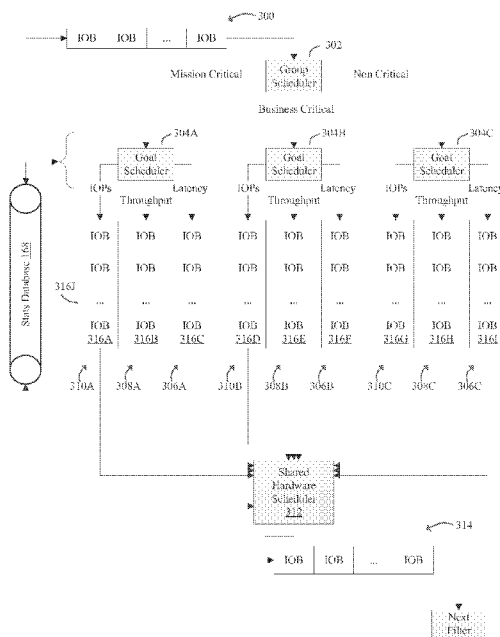 300
IOB IOB ... IOB
302
Mission Critical Group Scheduler Non Critical
Business Critical
304A 304B 304C
Goal Scheduler Goal Scheduler Goal Scheduler
IOPs Latency IOPs Latency IOPs Latency
Throughput Throughput Throughput
Stats Database 168
IOB IOB IOB IOB IOB IOB IOB IOB IOB
IOB IOB IOB IOB IOB IOB IOB IOB IOB
316J
... ... ... ... ... ... ... ... ...
IOB IOB IOB IOB IOB IOB IOB IOB IOB
316A 316B 316C 316D 316E 316F 316G 316H 316I
310A 308A 306A 310B 308B 306B 310C 308C 306C
Shared
Hardware
Scheduler
312
314
IOB IOB ... IOB
Next
Filter